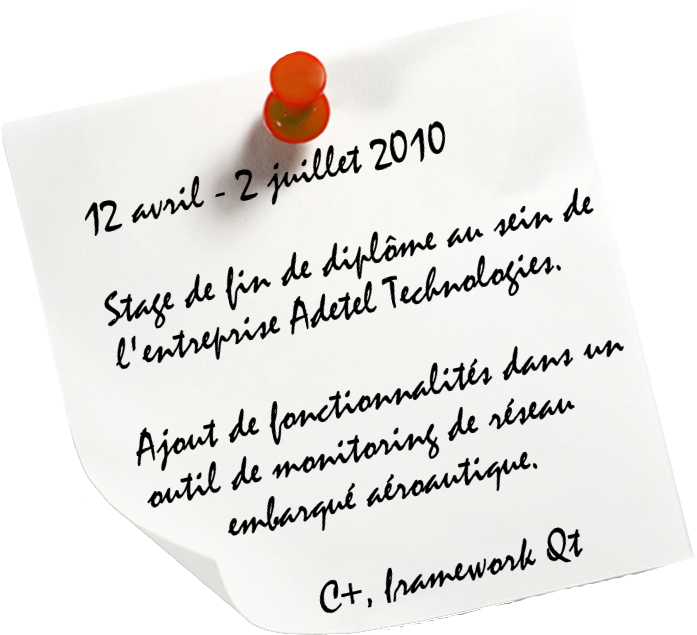 12 avril - 2 juillet 2010
Stage de fin de diplôme au sein de
l'entreprise Adetel Technologies.
Ajout de fonctionnalités dans un
outil de monitoring de réseau
embarqué aéroautique.
C+, framework Qt